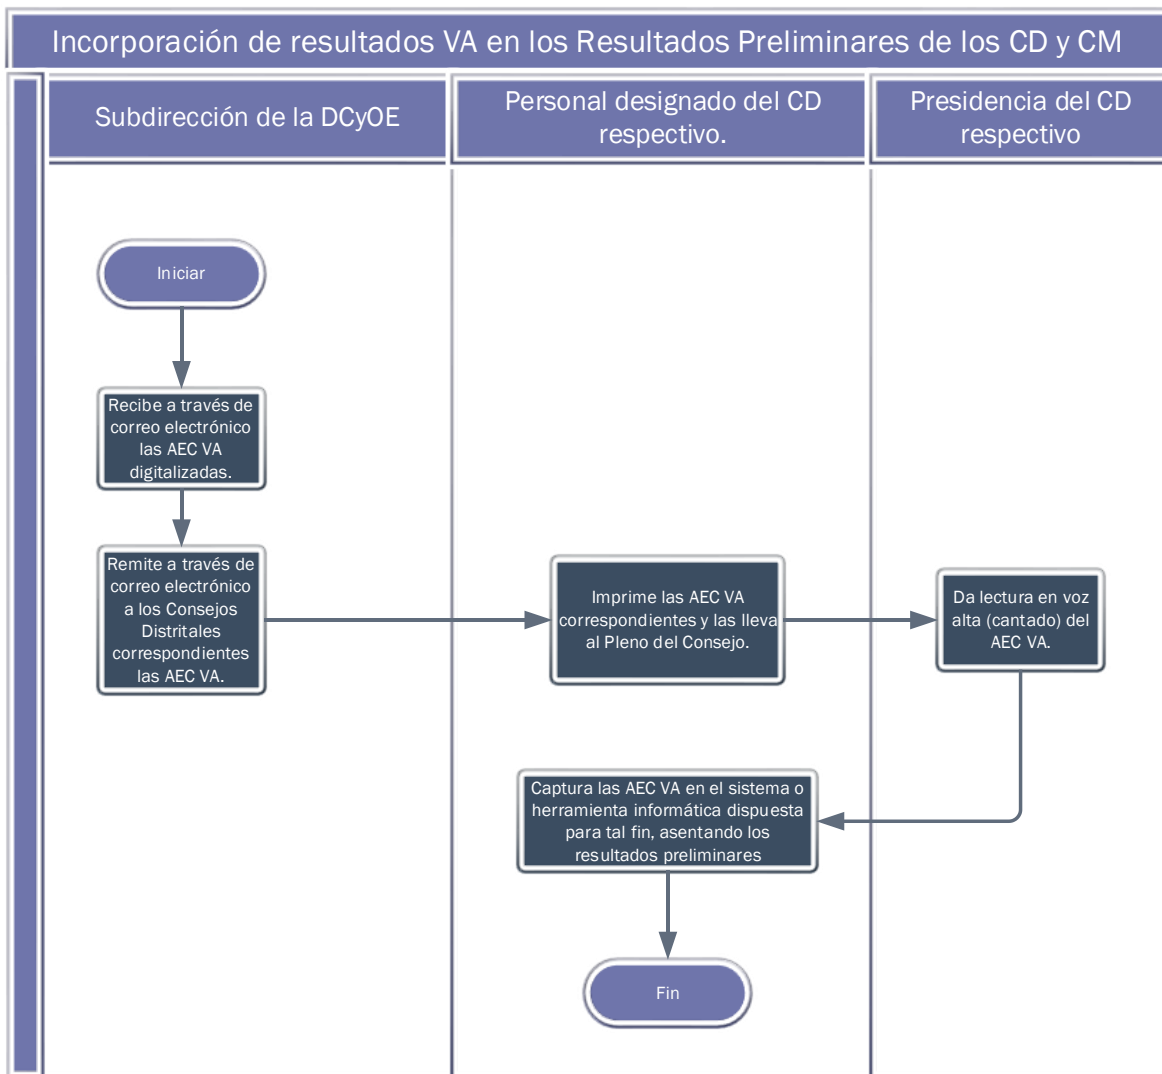 Incorporación de resultados VA en los Resultados Preliminares de los CD y CM
Subdirección de la DCyOE
Personal designado del CD
respectivo.
Presidencia del CD
respectivo
Iniciar
Recibe a través de
correo electrónico
las AEC VA
digitalizadas.
Remite a través de
correo electrónico
a los Consejos
Distritales
correspondientes
las AEC VA.
Imprime las AEC VA
correspondientes y las lleva
al Pleno del Consejo.
Da lectura en voz
alta (cantado) del
AEC VA.
Captura las AEC VA en el sistema o
herramienta informática dispuesta
para tal fin, asentando los
resultados preliminares
Fin